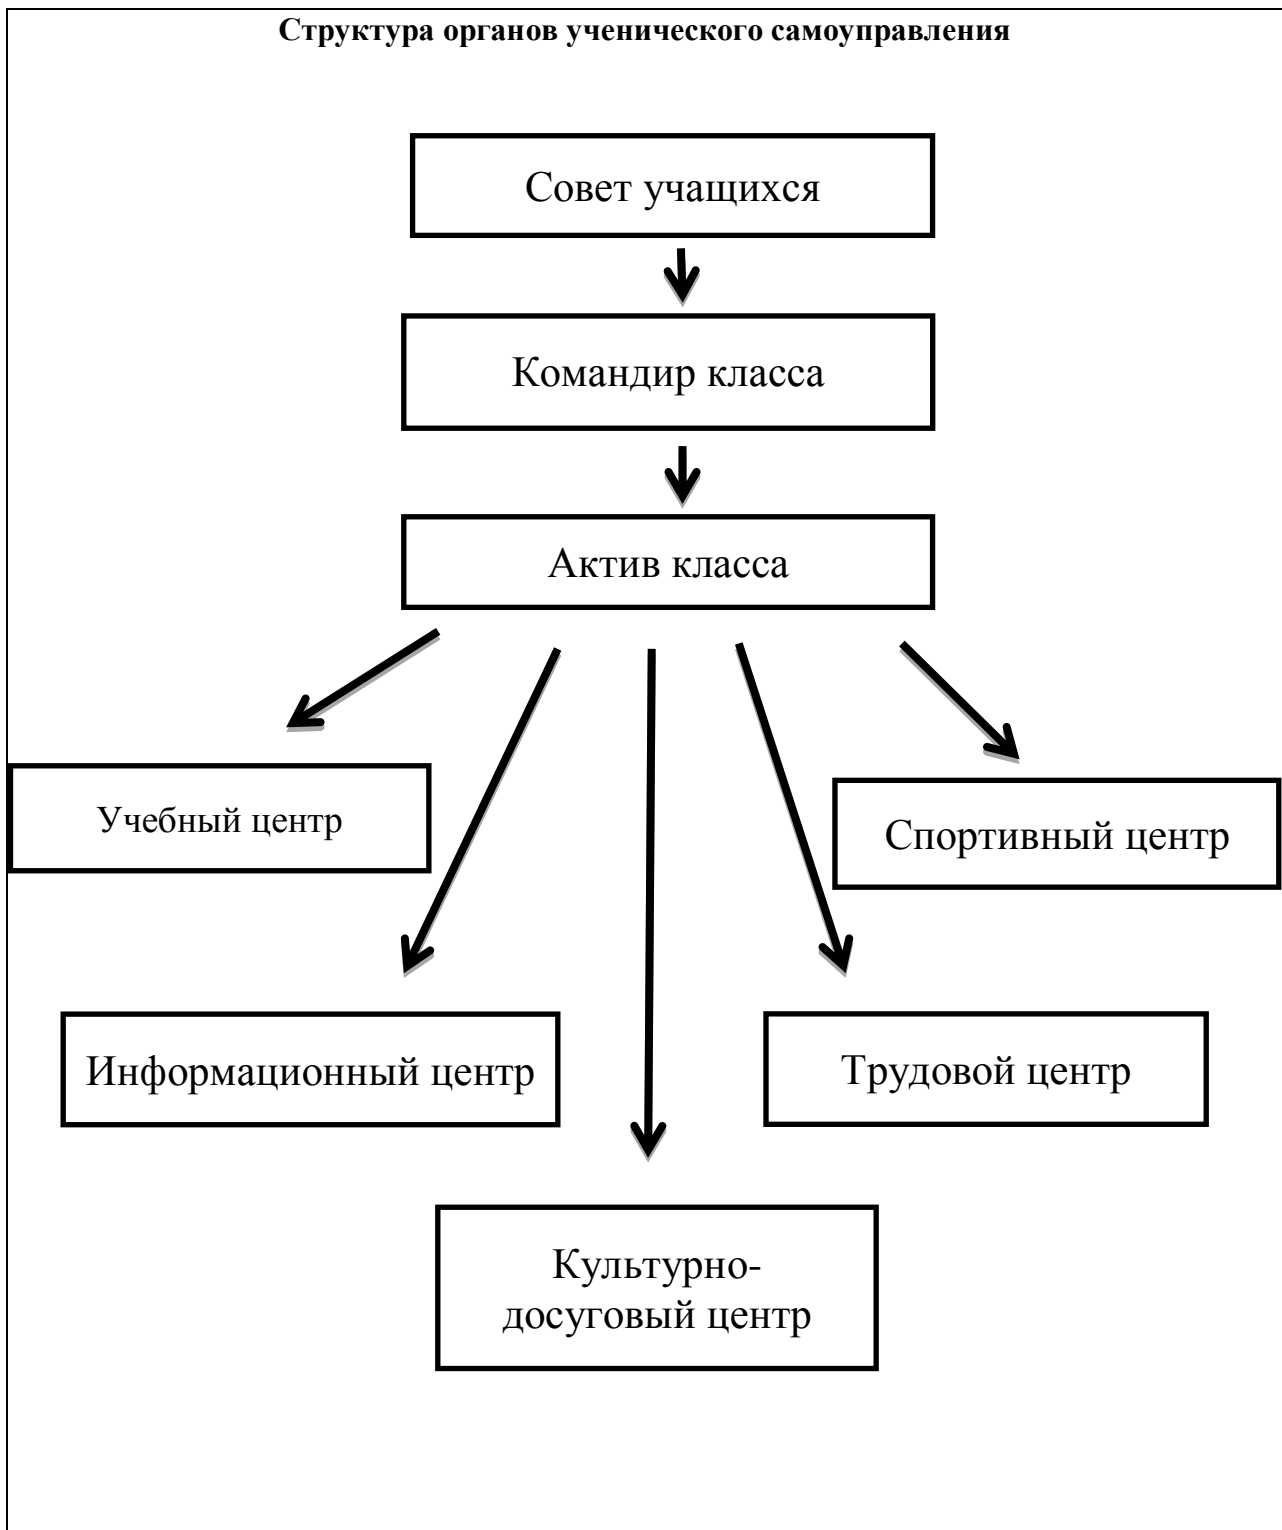 Структура органов ученического самоуправления
Совет учащихся
Командир класса
Актив класса
Учебный центр
Спортивный центр
Информационный центр
Трудовой центр
Культурно-
досуговый центр